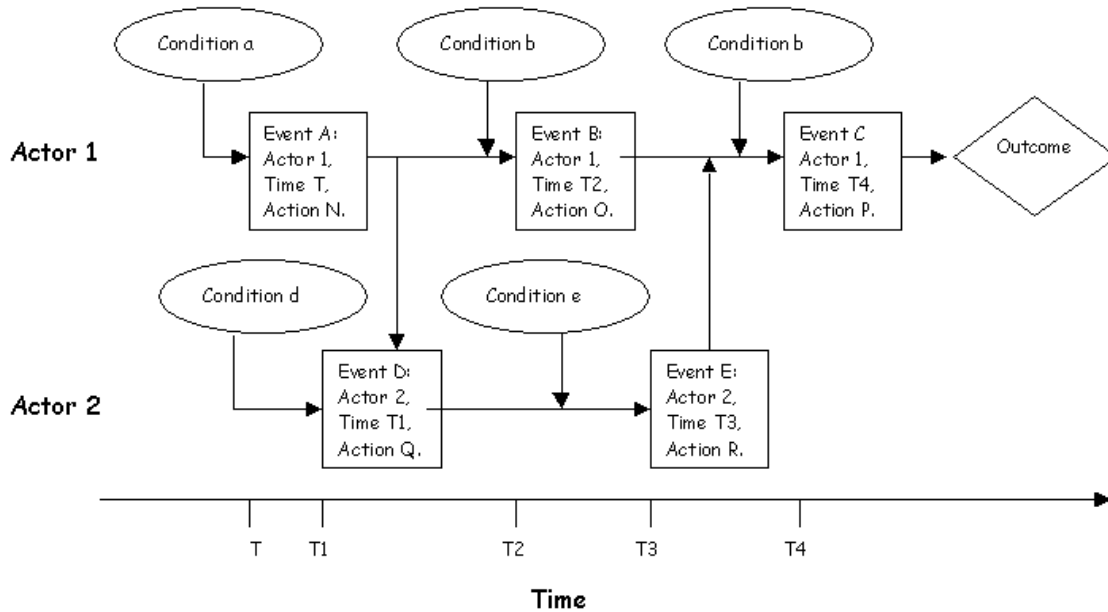 Condition a
Condition b
Condition b
Actor 1
Event A:
Actor 1,
Time T,
Action N.
Event B:
Actor 1,
Time T2,
Action O.
Event C
Actor 1,
Time T4,
Action P.
Outcome
Condition d
Condition e
Actor 2
Event D:
Actor 2,
Time T1,
Action Q.
Event E:
Actor 2,
Time T3,
Action R.
T
T1
T2
T3
T4
Time